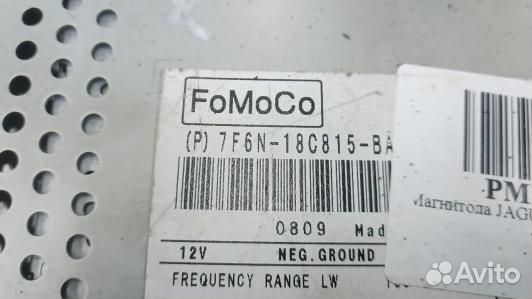 FoMoCo
(P) 7F6N-18C815-BA
0809 Mad
12V NEG.GROUND
FREQUENCY RANGE LW
PM
Магнитола JAGU
Avito